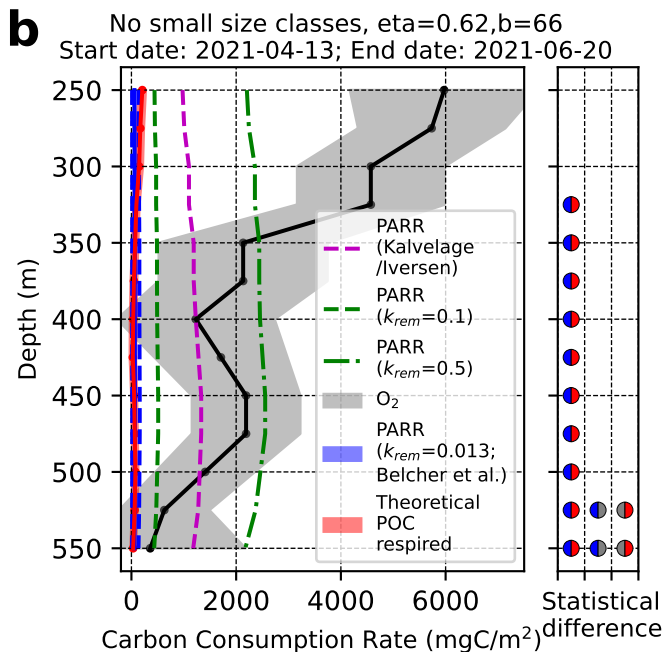 b
No small size classes, eta=0.62,b=66
Start date: 2021-04-13; End date: 2021-06-20
250
300
350
400
450
500
550
Depth (m)
0
2000
4000
6000
Carbon Consumption Rate (mgC/m²)
PARR
(Kalvelage
/Iversen)
PARR
(k_rem=0.1)
PARR
(k_rem=0.5)
O₂
PARR
(k_rem=0.013;
Belcher et al.)
Theoretical
POC
respired
Statistical
difference